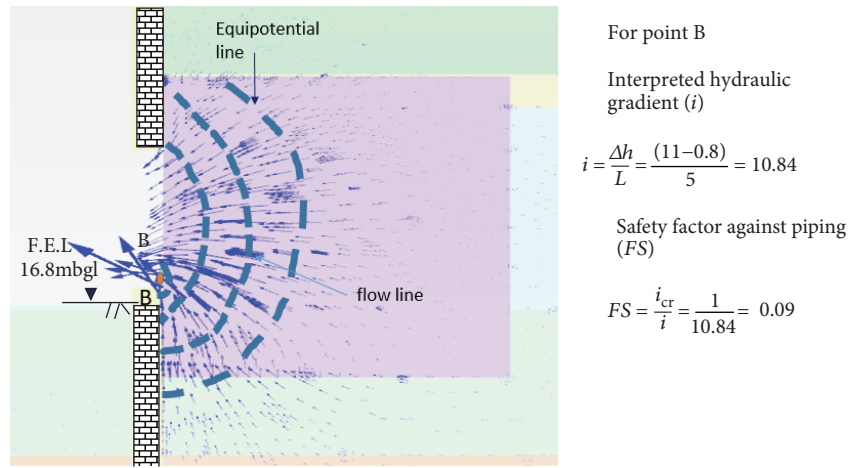 Equipotential
line
B
F.E.L
16.8mbgl
B
flow line
For point B
Interpreted hydraulic
gradient (i)
i = Δh/L = (11−0.8)/5 = 10.84
Safety factor against piping
(FS)
FS = i_cr/i = 1/10.84 = 0.09